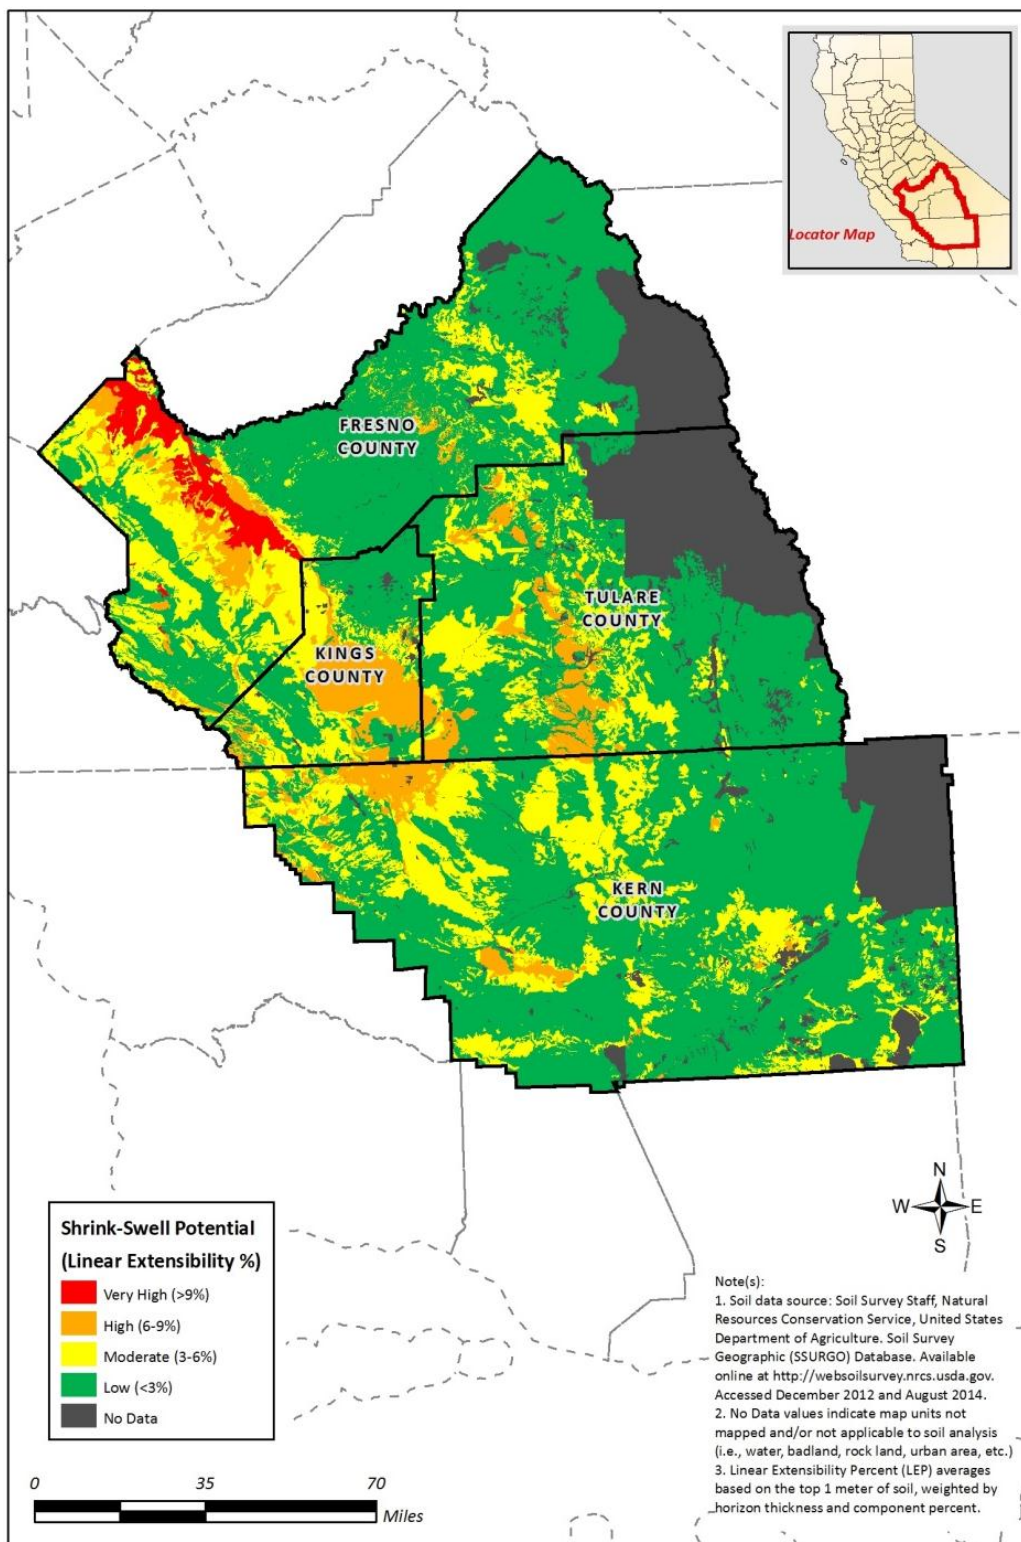 Locator Map
FRESNO
COUNTY
TULARE
COUNTY
KINGS
COUNTY
KERN
COUNTY
N
W E
S
Shrink-Swell Potential
(Linear Extensibility %)
Very High (>9%)
High (6-9%)
Moderate (3-6%)
Low (<3%)
No Data
0 35 70
Miles
Note(s):
1. Soil data source: Soil Survey Staff, Natural
Resources Conservation Service, United States
Department of Agriculture. Soil Survey
Geographic (SSURGO) Database. Available
online at http://websoilsurvey.nrcs.usda.gov.
Accessed December 2012 and August 2014.
2. No Data values indicate map units not
mapped and/or not applicable to soil analysis
(i.e., water, badland, rock land, urban area, etc.)
3. Linear Extensibility Percent (LEP) averages
based on the top 1 meter of soil, weighted by
horizon thickness and component percent.